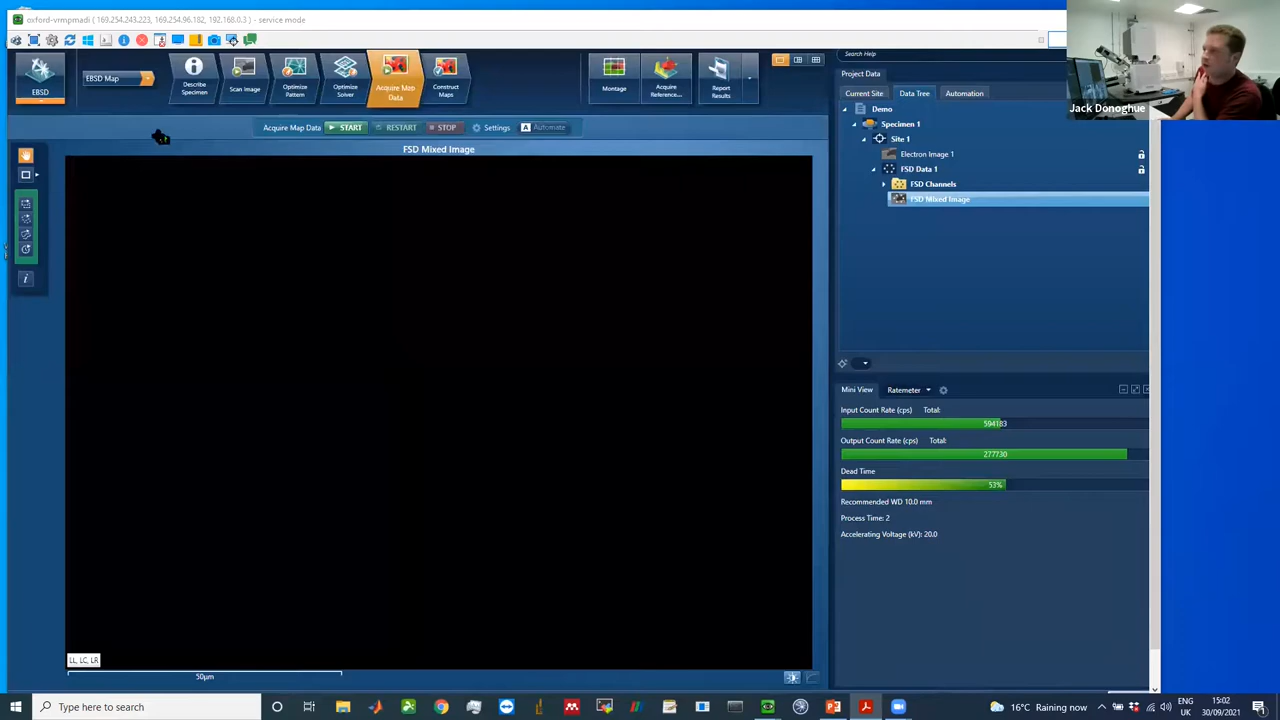 oxford-vrmpmadi ( 169.254.243.223, 169.254.96.182, 192.168.0.3 ) - service mode
Jack Donoghue
EBSD
EBSD Map
Describe Specimen
Scan Image
Optimize Pattern
Optimize Solver
Acquire Map Data
Construct Maps
Montage
Acquire Reference...
Report Results
Acquire Map Data START RESTART STOP Settings A Automate
FSD Mixed Image
LL, LC, LR
50µm
Search Help
Project Data
Current Site Data Tree Automation
Demo
Specimen 1
Site 1
Electron Image 1
FSD Data 1
FSD Channels
FSD Mixed Image
Mini View Ratemeter
Input Count Rate (cps) Total:
594183
Output Count Rate (cps) Total:
277730
Dead Time
53%
Recommended WD 10.0 mm
Process Time: 2
Accelerating Voltage (kV): 20.0
Type here to search
16°C Raining now
ENG
UK
15:02
30/09/2021